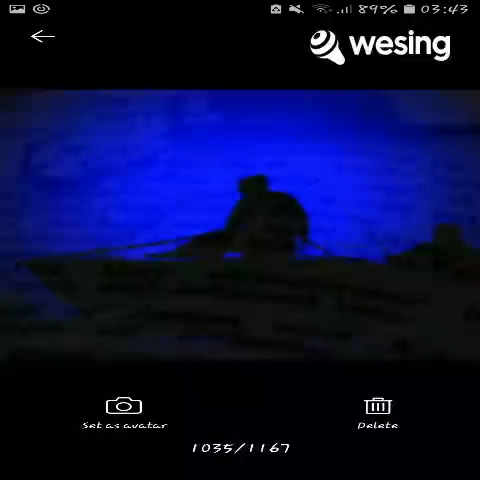 89% 03:43
wesing
Set as avatar
Delete
1035/1167